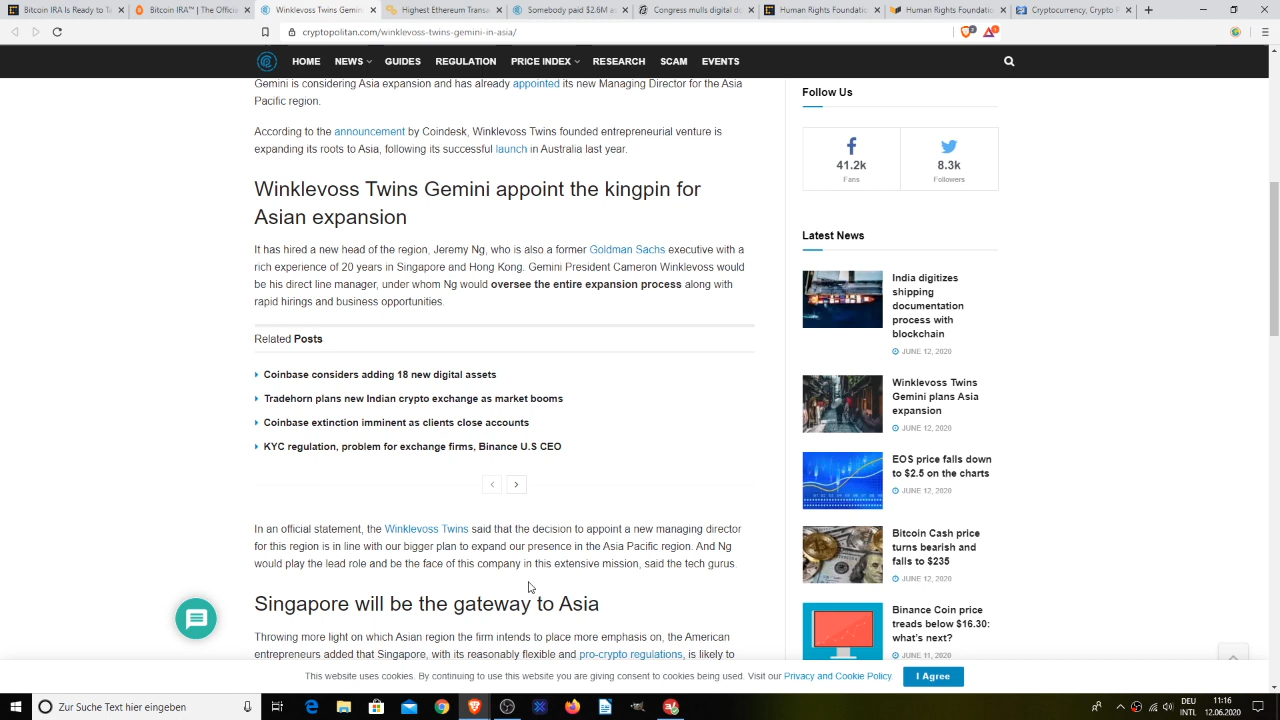 Bitcoin IRA Is Ready to D
Bitcoin IRA™ | The Official
Winklevoss Twins Gemini
Highest Ethereum Transac
Somebody paid $2.6M as
Congress multi digital do
Human Rights Foundation
Human Rights Foundation
Cryptocurrency, Crypto P
cryptopolitan.com/winklevoss-twins-gemini-in-asia/
HOME NEWS GUIDES REGULATION PRICE INDEX RESEARCH SCAM EVENTS
Gemini is considering Asia expansion and has already appointed its new Managing Director for the Asia
Pacific region.
According to the announcement by Coindesk, Winklevoss Twins founded entrepreneurial venture is
expanding its roots to Asia, following its successful launch in Australia last year.
Winklevoss Twins Gemini appoint the kingpin for
Asian expansion
It has hired a new head of the region, Jeremy Ng, who is also a former Goldman Sachs executive with a
rich experience of 20 years in Singapore and Hong Kong. Gemini President Cameron Winklevoss would
be his direct line manager, under whom Ng would oversee the entire expansion process along with
rapid hirings and business opportunities.
Related Posts
Coinbase considers adding 18 new digital assets
Tradehorn plans new Indian crypto exchange as market booms
Coinbase extinction imminent as clients close accounts
KYC regulation, problem for exchange firms, Binance U.S CEO
In an official statement, the Winklevoss Twins said that the decision to appoint a new managing director
for this region is in line with our bigger plan to expand our presence in the Asia Pacific region. And Ng
would play the lead role and be the face of this company in this extensive mission, said the tech gurus.
Singapore will be the gateway to Asia
Throwing more light on which Asian region the firm intends to place more emphasis on, the American
entrepreneurs added that Singapore, with its reasonably flexible and pro-crypto regulations, is likely to
Follow Us
41.2k
Fans
8.3k
Followers
Latest News
India digitizes
shipping
documentation
process with
blockchain
JUNE 12, 2020
Winklevoss Twins
Gemini plans Asia
expansion
JUNE 12, 2020
EOS price falls down
to $2.5 on the charts
JUNE 12, 2020
Bitcoin Cash price
turns bearish and
falls to $235
JUNE 12, 2020
Binance Coin price
treads below $16.30:
what's next?
JUNE 11, 2020
This website uses cookies. By continuing to use this website you are giving consent to cookies being used. Visit our Privacy and Cookie Policy.
I Agree
Zur Suche Text hier eingeben
DEU
INTL
11:16
12.06.2020